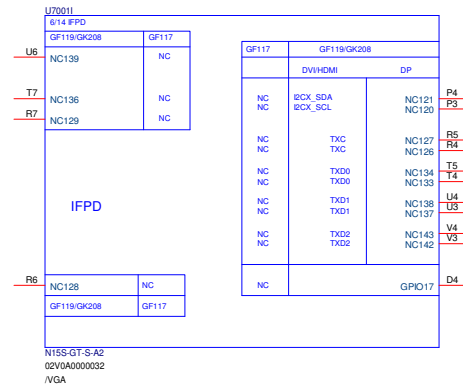 U7001I
6/14 IFPD
GF119/GK208 GF117
U6 NC139 NC
T7 NC136 NC
R7 NC129 NC
IFPD
R6 NC128 NC
GF119/GK208 GF117
GF117 GF119/GK208
DVI/HDMI DP
NC I2CX_SDA NC121 P4
NC I2CX_SCL NC120 P3
NC TXC NC127 R5
NC TXC NC126 R4
NC TXD0 NC134 T5
NC TXD0 NC133 T4
NC TXD1 NC138 U4
NC TXD1 NC137 U3
NC TXD2 NC143 V4
NC TXD2 NC142 V3
NC GPIO17 D4
N15S-GT-S-A2
02V0A0000032
/VGA